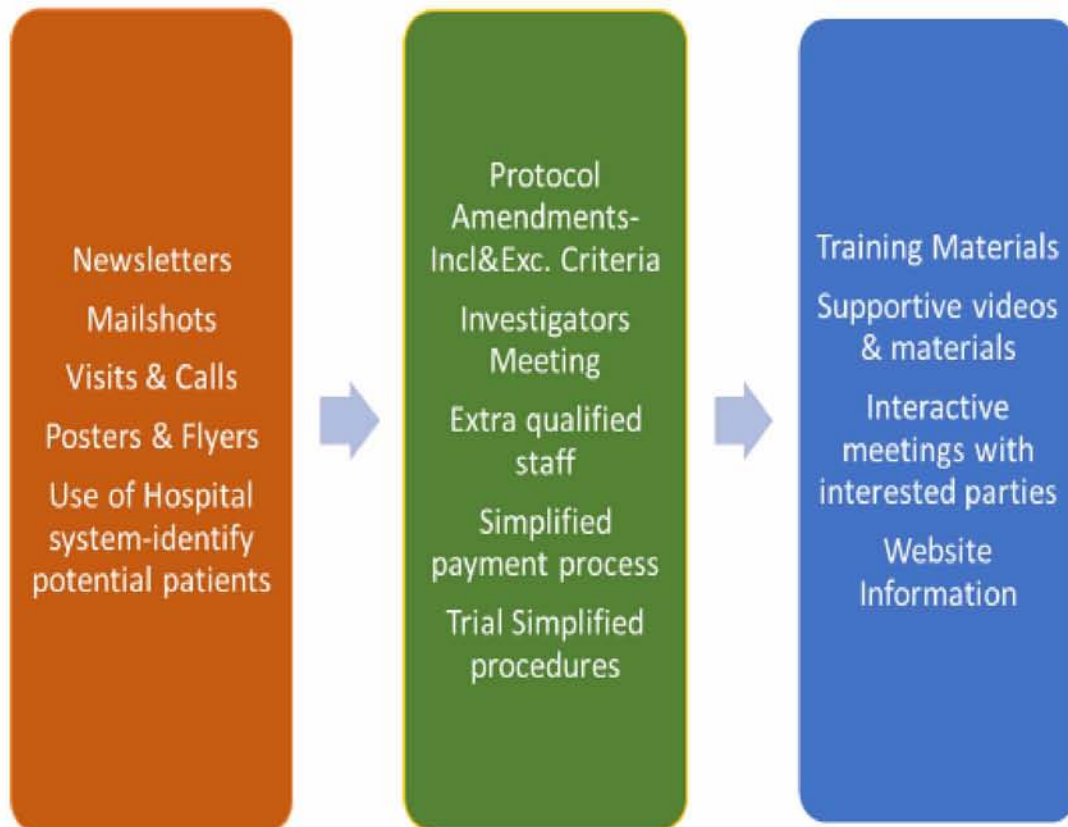 Newsletters
Mailshots
Visits & Calls
Posters & Flyers
Use of Hospital
system-identify
potential patients
Protocol
Amendments-
Incl&Exc. Criteria
Investigators
Meeting
Extra qualified
staff
Simplified
payment process
Trial Simplified
procedures
Training Materials
Supportive videos
& materials
Interactive
meetings with
interested parties
Website
Information